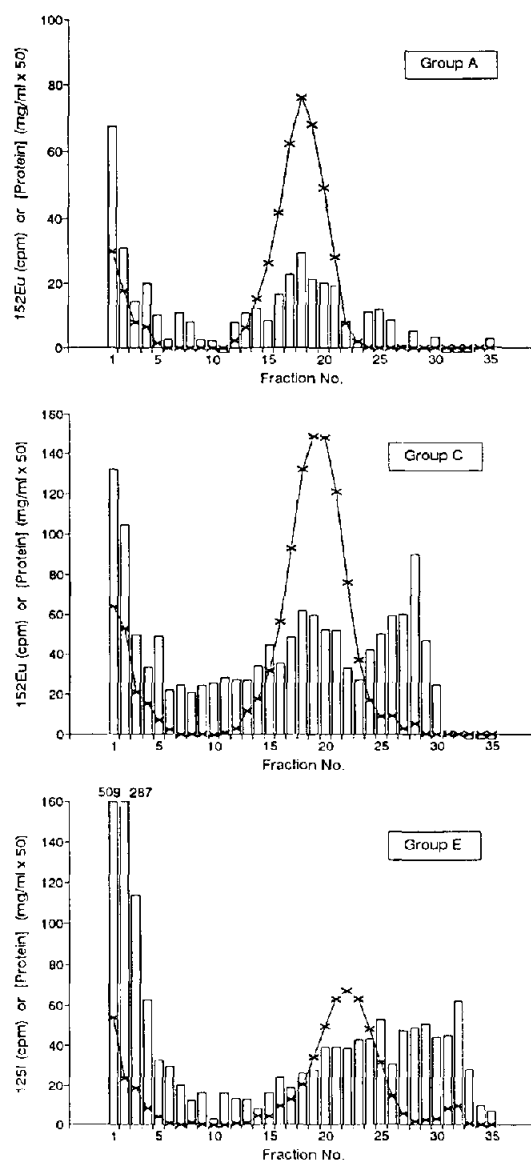 100
80
60
40
20
0
152Eu (cpm) or [Protein] (mg/ml x 50)
Group A
1 5 10 15 20 25 30 35
Fraction No.
150
140
120
100
80
60
40
20
0
152Eu (cpm) or [Protein] (mg/ml x 50)
Group C
1 5 10 15 20 25 30 35
Fraction No.
509 287
160
140
120
100
80
60
40
20
0
125I (cpm) or [Protein] (mg/ml x 50)
Group E
1 5 10 15 20 25 30 35
Fraction No.